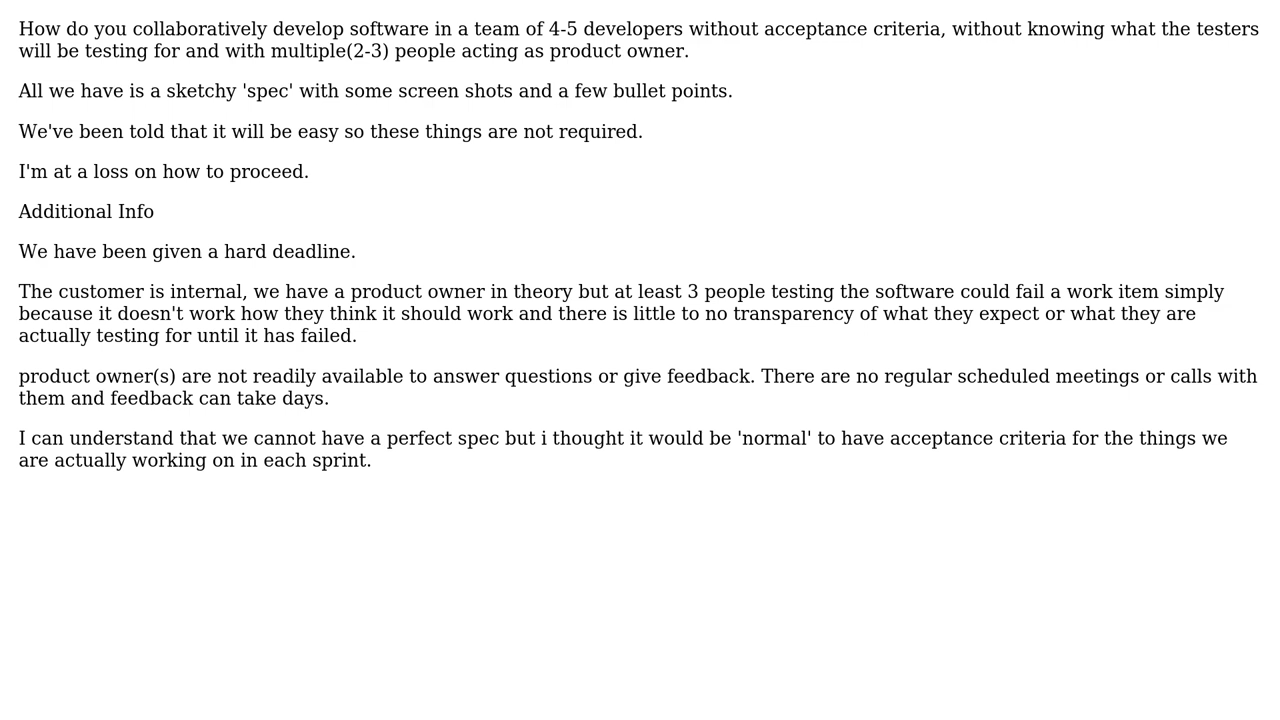 How do you collaboratively develop software in a team of 4-5 developers without acceptance criteria, without knowing what the testers
will be testing for and with multiple(2-3) people acting as product owner.
All we have is a sketchy 'spec' with some screen shots and a few bullet points.
We've been told that it will be easy so these things are not required.
I'm at a loss on how to proceed.
Additional Info
We have been given a hard deadline.
The customer is internal, we have a product owner in theory but at least 3 people testing the software could fail a work item simply
because it doesn't work how they think it should work and there is little to no transparency of what they expect or what they are
actually testing for until it has failed.
product owner(s) are not readily available to answer questions or give feedback. There are no regular scheduled meetings or calls with
them and feedback can take days.
I can understand that we cannot have a perfect spec but i thought it would be 'normal' to have acceptance criteria for the things we
are actually working on in each sprint.